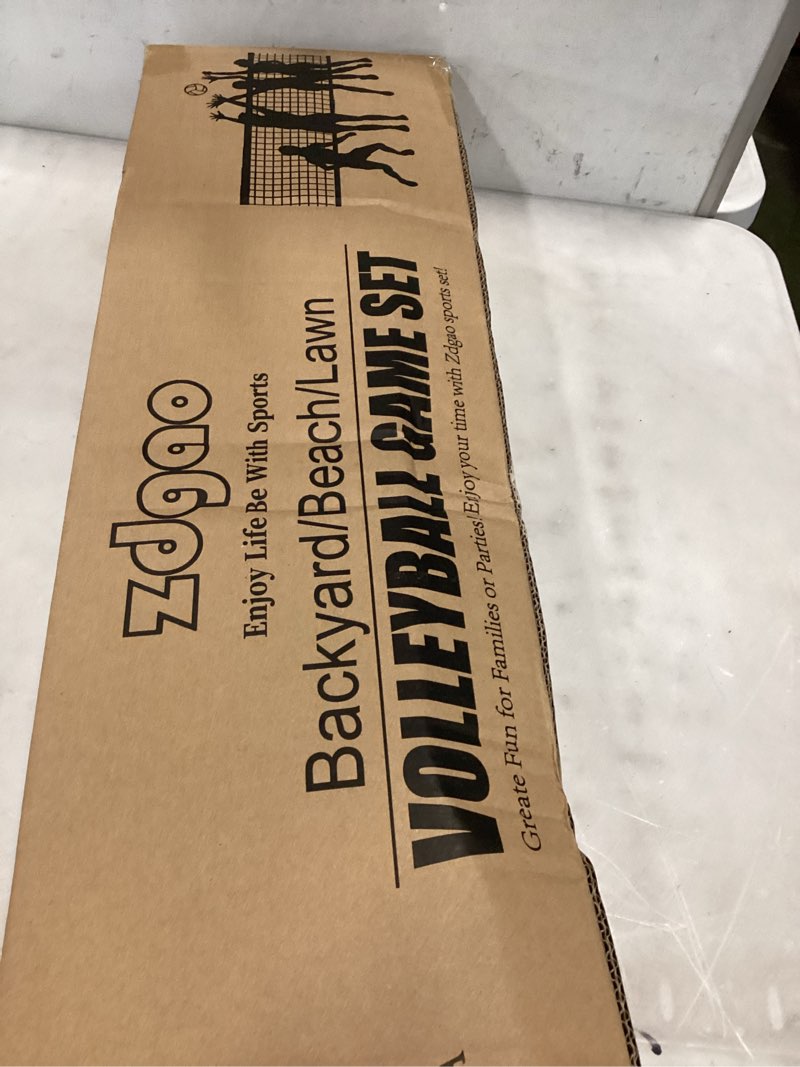 zdgao
Enjoy Life Be With Sports
Backyard/Beach/Lawn
VOLLEYBALL GAME SET
Greate Fun for Families or Parties! Enjoy your time with Zdgao sports set!